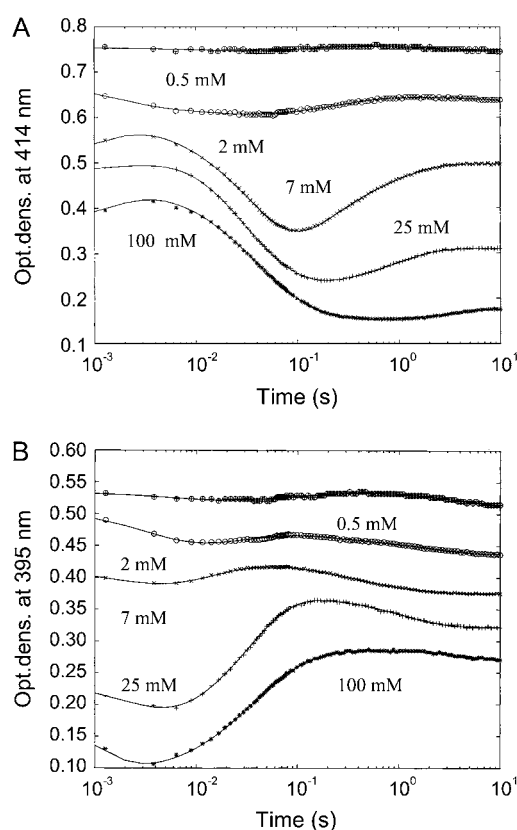 A
0.8
0.7
0.6
0.5
0.4
0.3
0.2
0.1
Opt.dens. at 414 nm
0.5 mM
2 mM
7 mM
25 mM
100 mM
10-3
10-2
10-1
100
101
Time (s)
B
0.60
0.55
0.50
0.45
0.40
0.35
0.30
0.25
0.20
0.15
0.10
Opt.dens. at 395 nm
0.5 mM
2 mM
7 mM
25 mM
100 mM
10-3
10-2
10-1
100
101
Time (s)